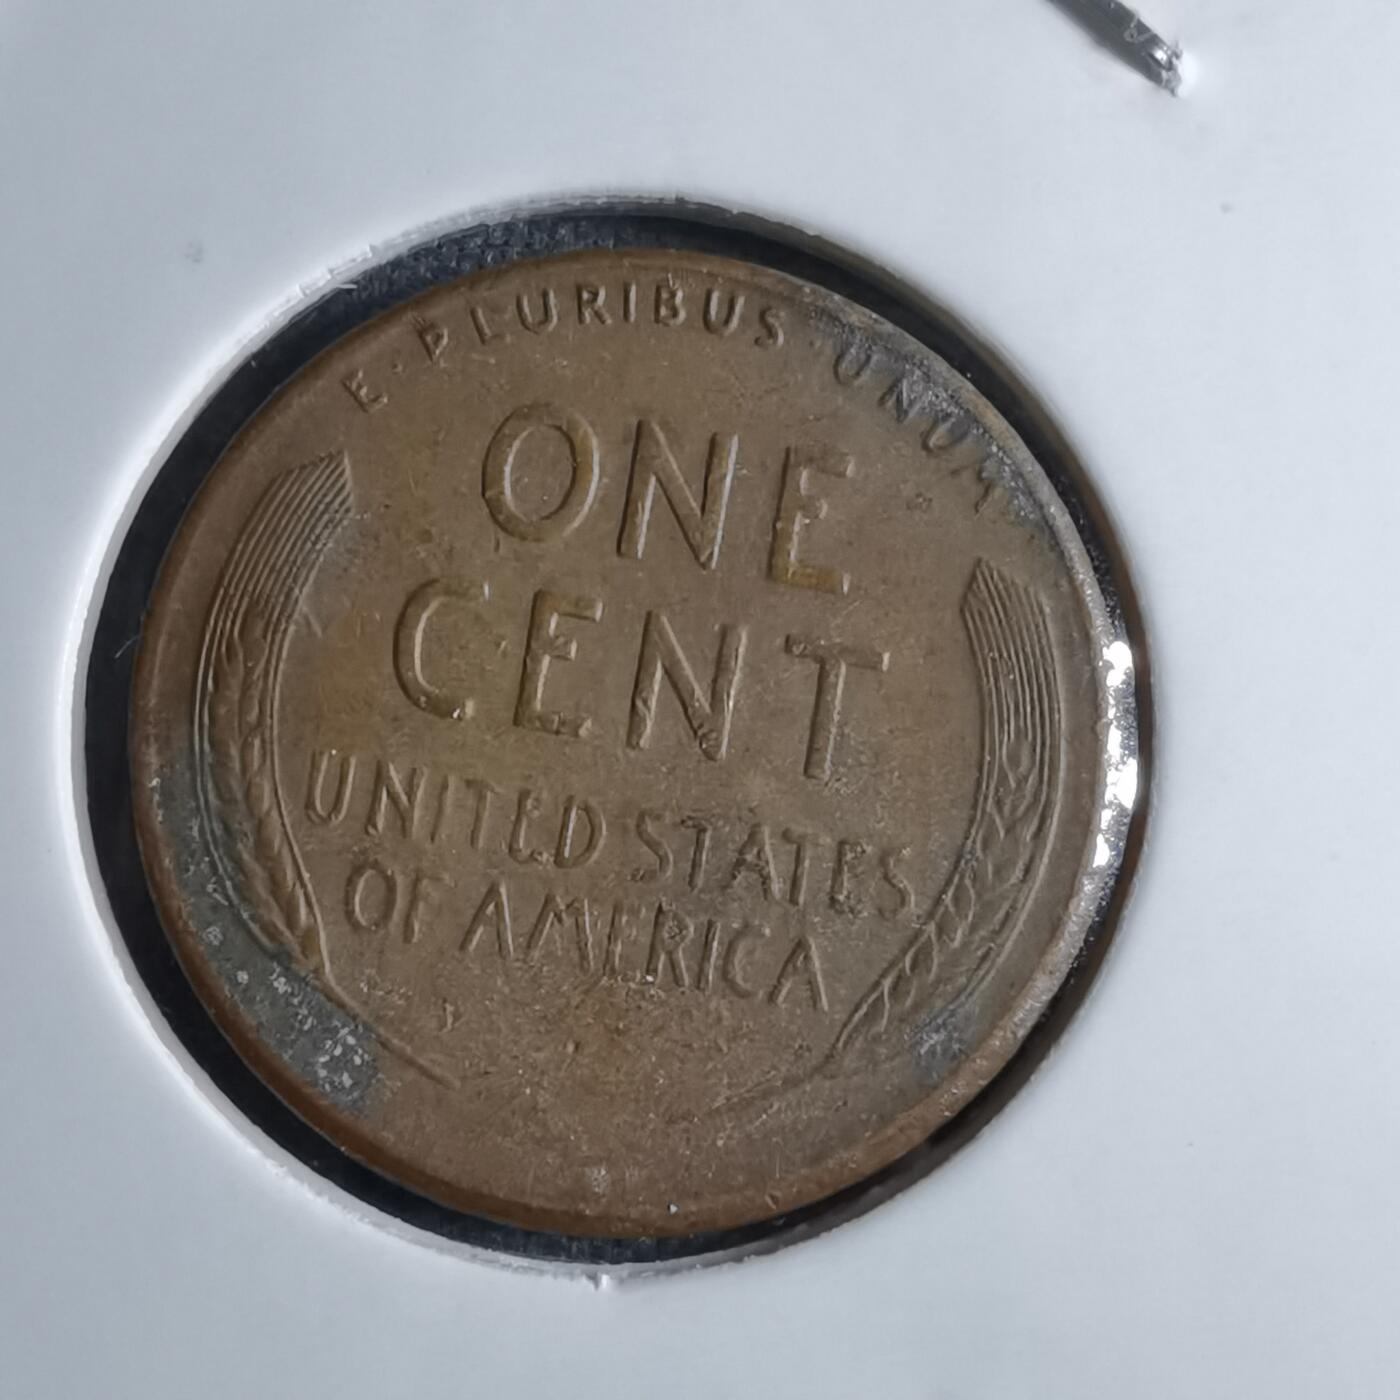 E·PLURIBUS·UNUM
ONE
CENT
UNITED STATES
OF AMERICA